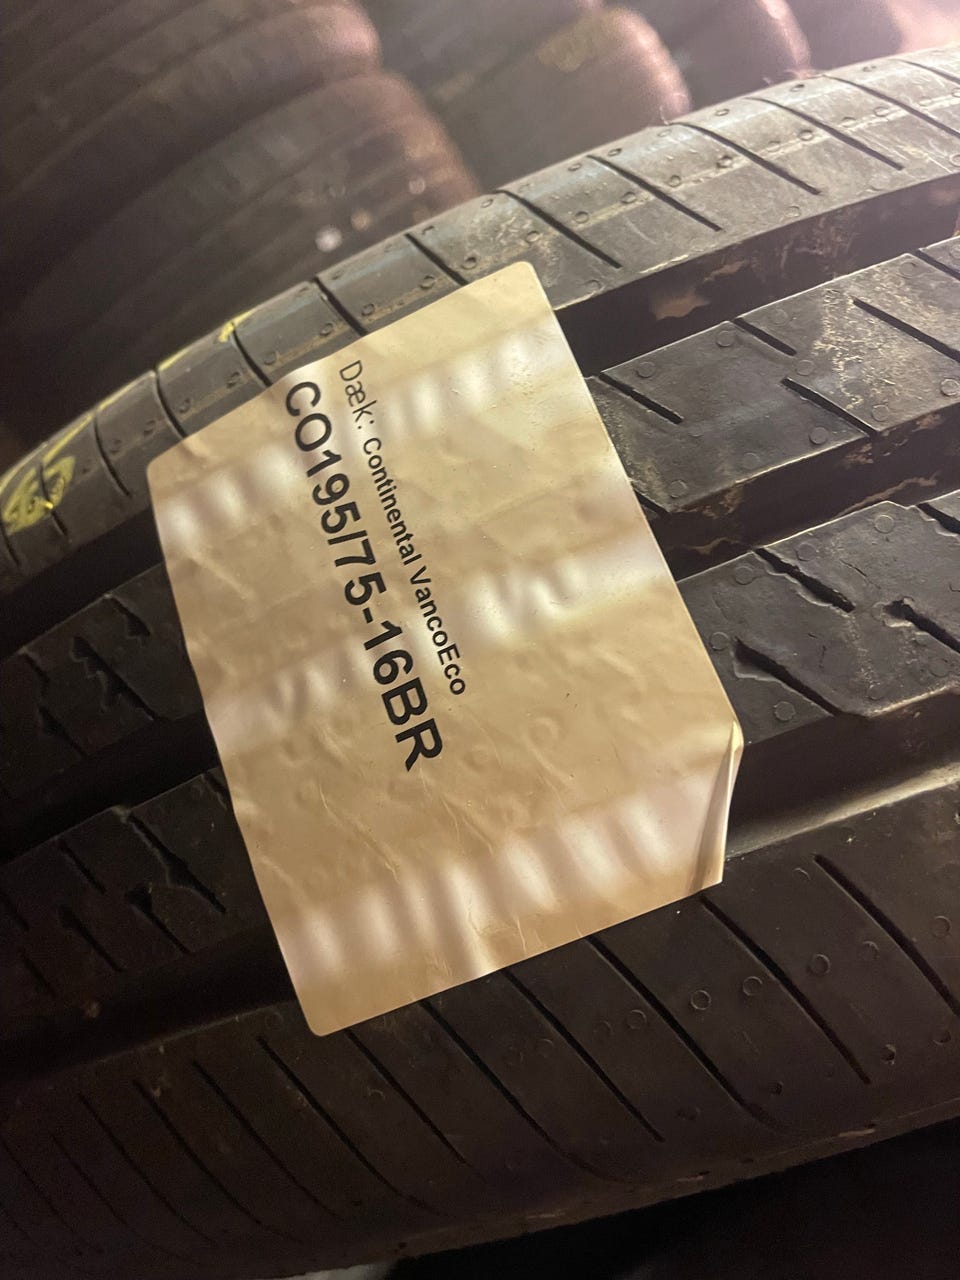 Dæk: Continental VancoEco
CO195/75-16BR